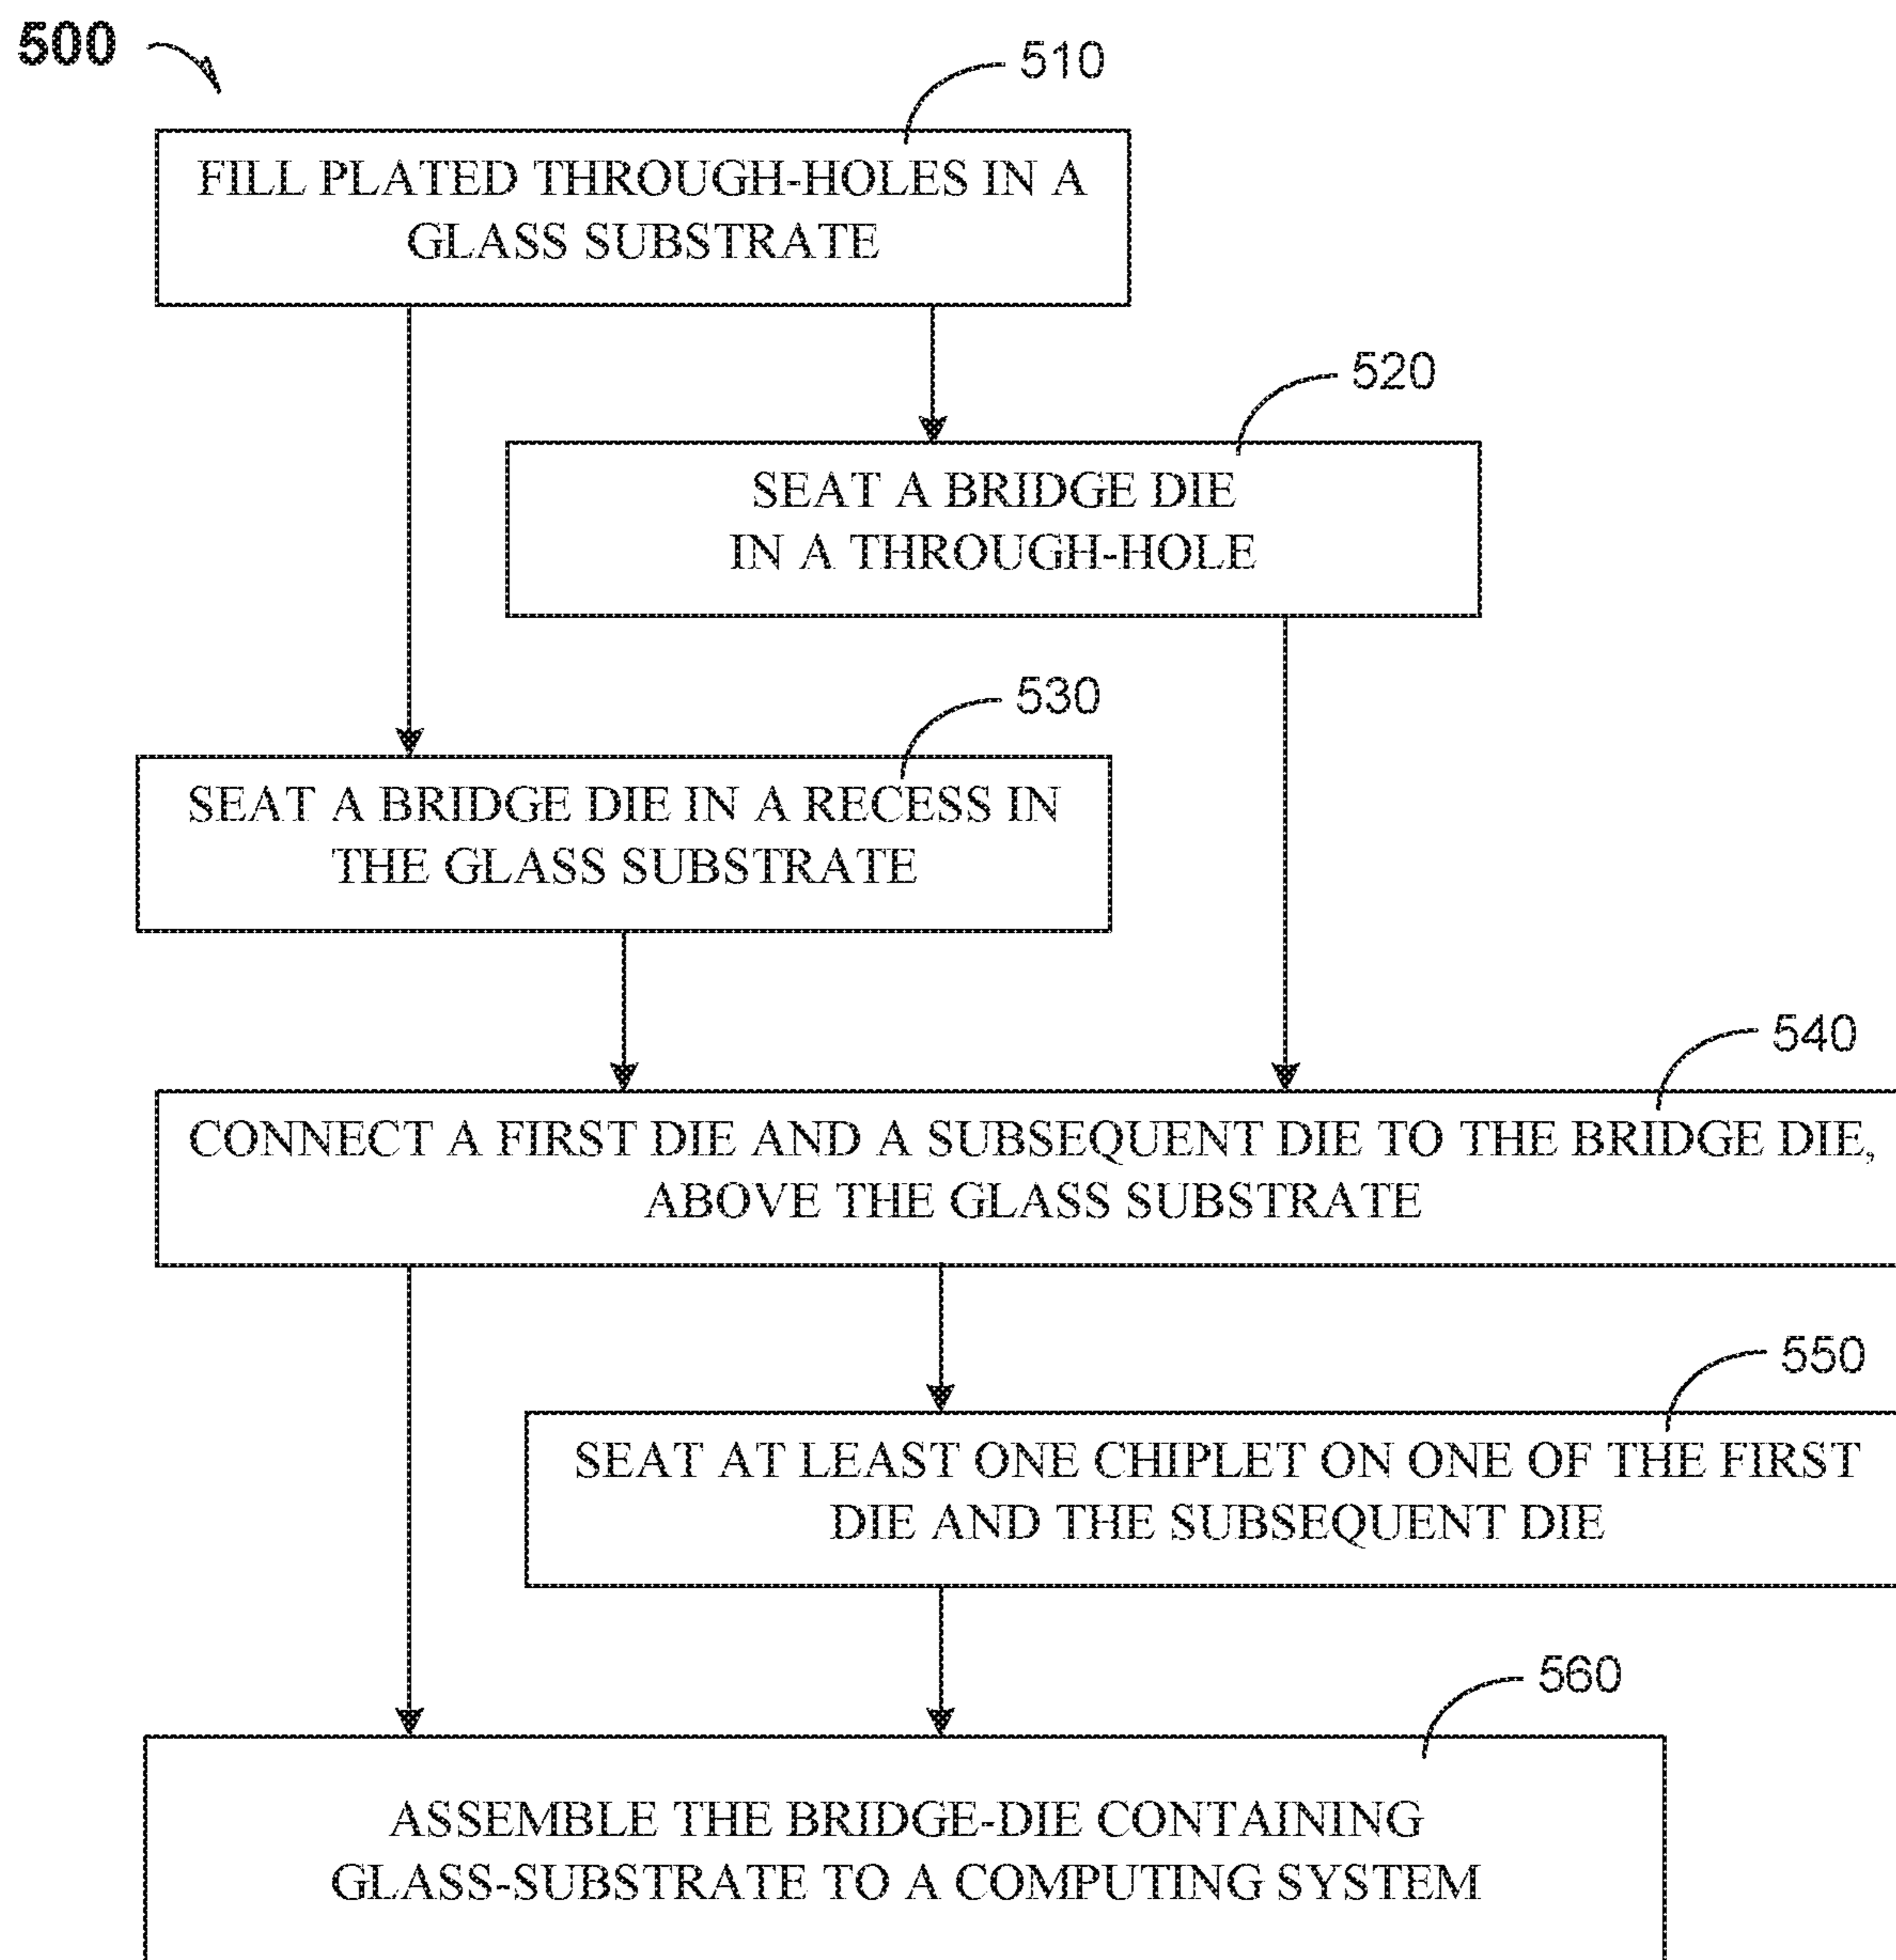 500
510
FILL PLATED THROUGH-HOLES IN A
GLASS SUBSTRATE
520
SEAT A BRIDGE DIE
IN A THROUGH-HOLE
530
SEAT A BRIDGE DIE IN A RECESS IN
THE GLASS SUBSTRATE
540
CONNECT A FIRST DIE AND A SUBSEQUENT DIE TO THE BRIDGE DIE,
ABOVE THE GLASS SUBSTRATE
550
SEAT AT LEAST ONE CHIPLET ON ONE OF THE FIRST
DIE AND THE SUBSEQUENT DIE
560
ASSEMBLE THE BRIDGE-DIE CONTAINING
GLASS-SUBSTRATE TO A COMPUTING SYSTEM